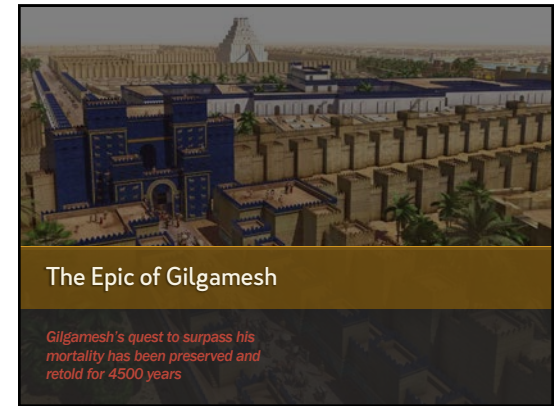 The Epic of Gilgamesh
Gilgamesh's quest to surpass his
mortality has been preserved and
retold for 4500 years